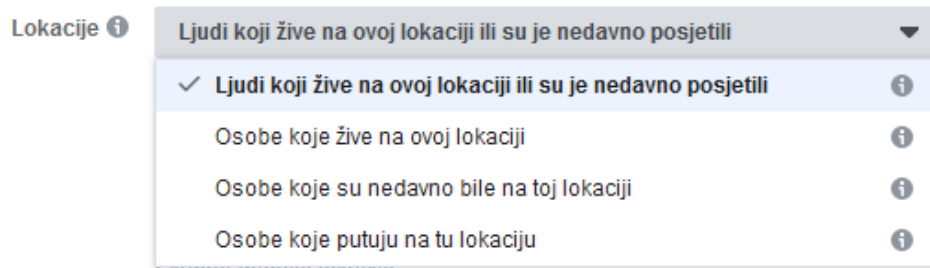 Lokacije
Ljudi koji žive na ovoj lokaciji ili su je nedavno posjetili
Ljudi koji žive na ovoj lokaciji ili su je nedavno posjetili
Osobe koje žive na ovoj lokaciji
Osobe koje su nedavno bile na toj lokaciji
Osobe koje putuju na tu lokaciju